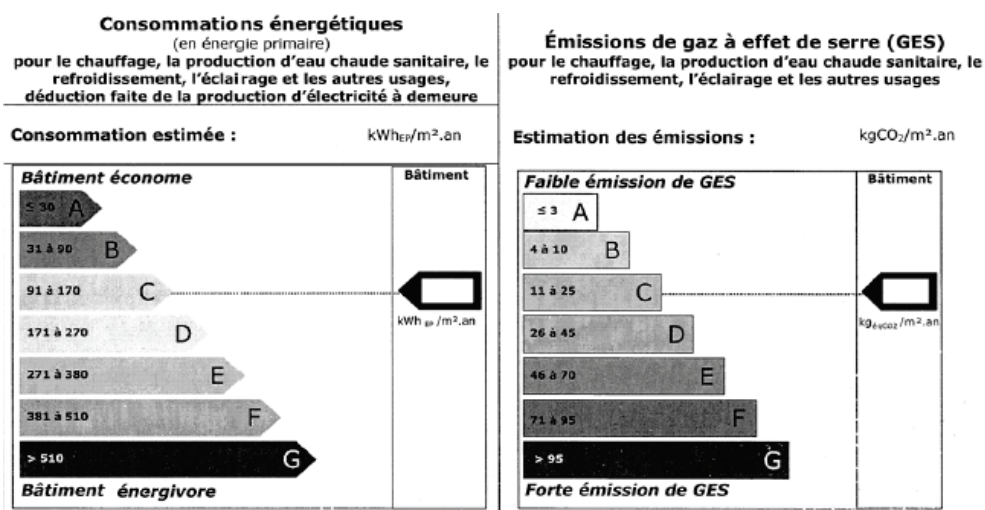 Consommations énergétiques
(en énergie primaire)
pour le chauffage, la production d'eau chaude sanitaire, le
refroidissement, l'éclairage et les autres usages,
déduction faite de la production d'électricité à demeure
Consommation estimée : kWhEP/m².an
Bâtiment économe Bâtiment
≤ 30 A
31 à 90 B
91 à 170 C
kWh EP /m².an
171 à 270 D
271 à 380 E
381 à 510 F
> 510 G
Bâtiment énergivore
Émissions de gaz à effet de serre (GES)
pour le chauffage, la production d'eau chaude sanitaire, le
refroidissement, l'éclairage et les autres usages
Estimation des émissions : kgCO₂/m².an
Faible émission de GES Bâtiment
≤ 3 A
4 à 10 B
11 à 25 C
kgéqCO2 /m².an
26 à 45 D
46 à 70 E
71 à 95 F
> 95 G
Forte émission de GES